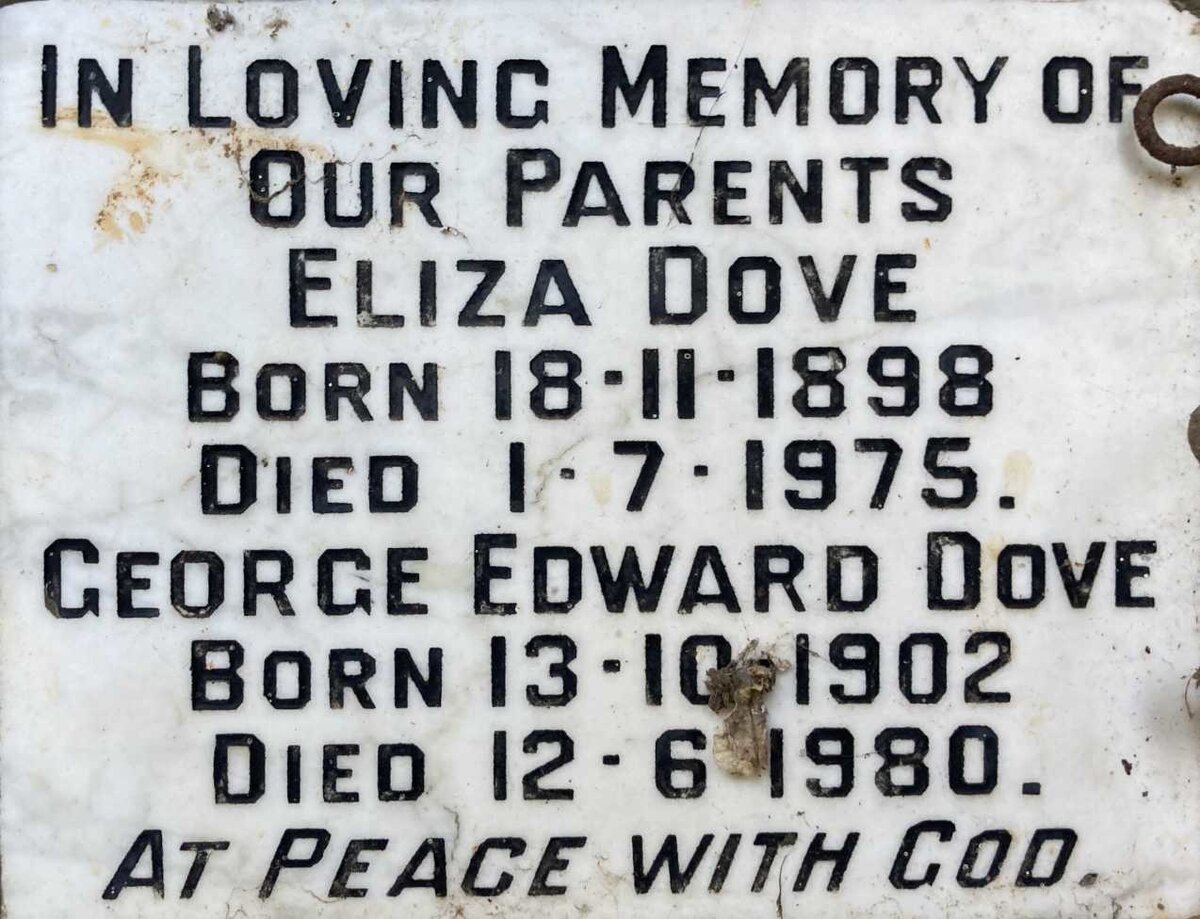 In Loving Memory of
Our Parents
Eliza Dove
Born 18-11-1898
Died 1-7-1975.
George Edward Dove
Born 13-10-1902
Died 12-6-1980.
At Peace with God.